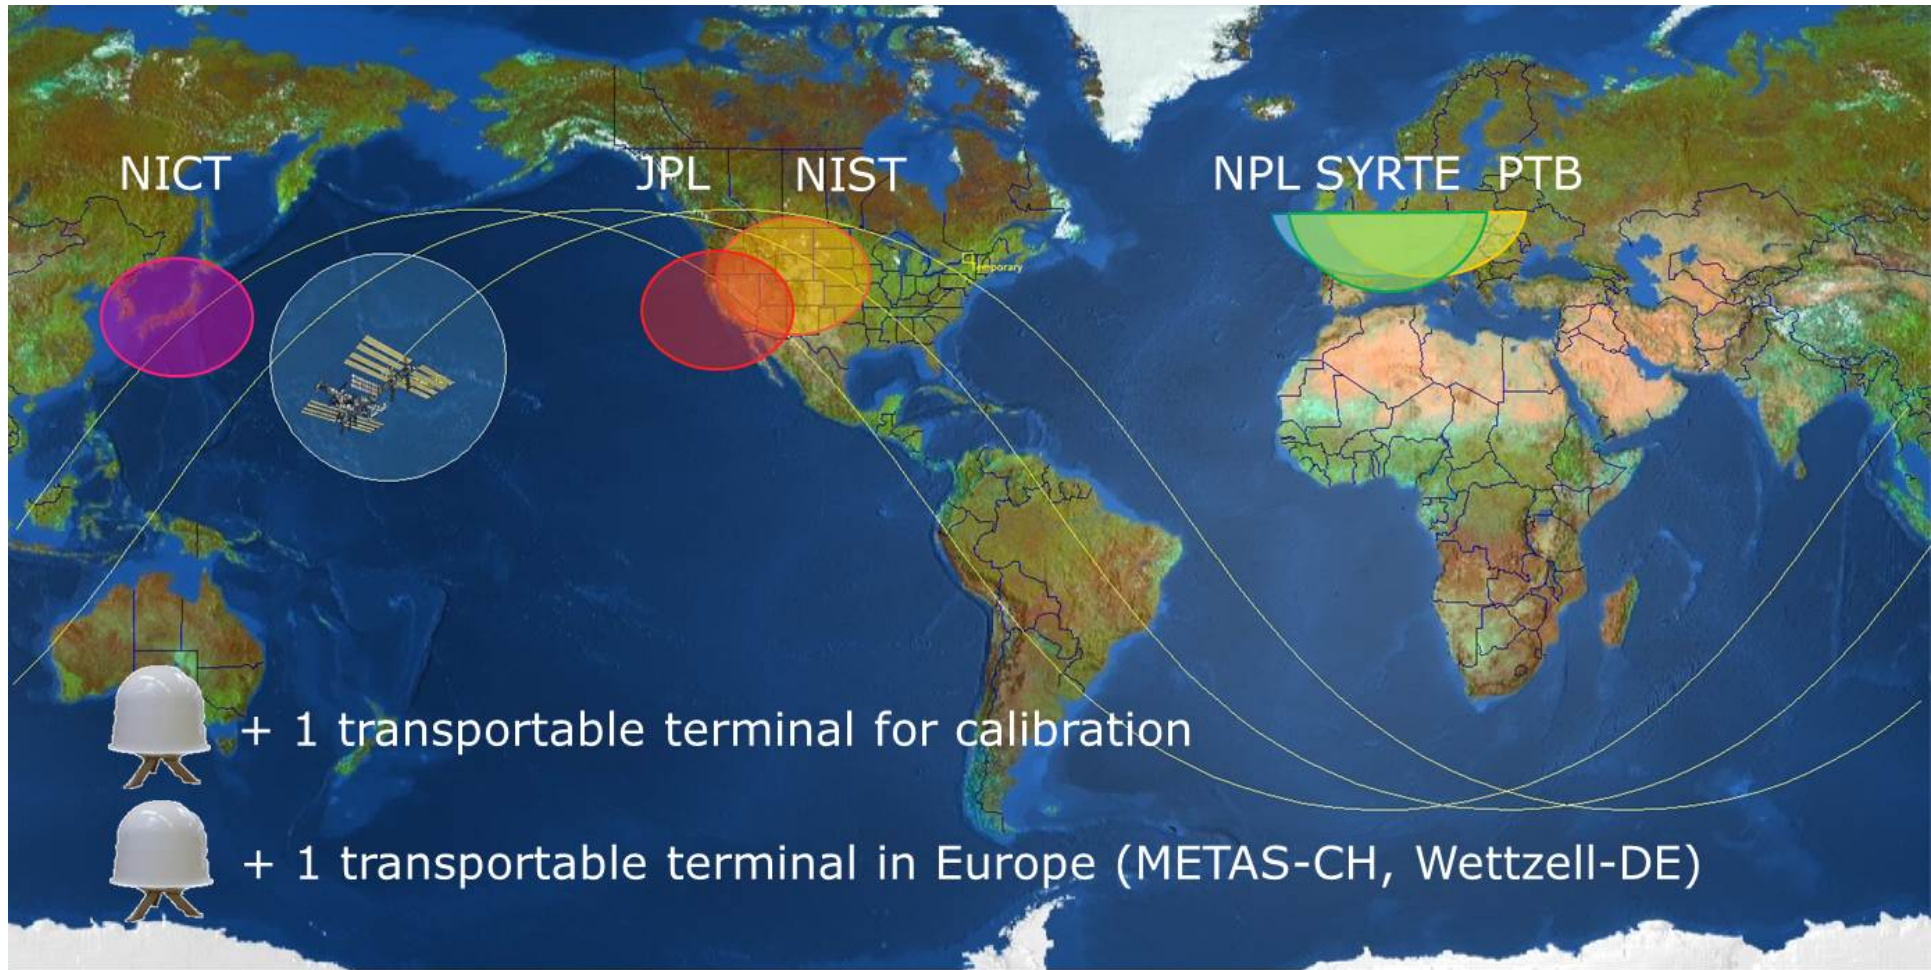 NICT
JPL
NIST
NPL SYRTE PTB
Temporary
+ 1 transportable terminal for calibration
+ 1 transportable terminal in Europe (METAS-CH, Wettzell-DE)